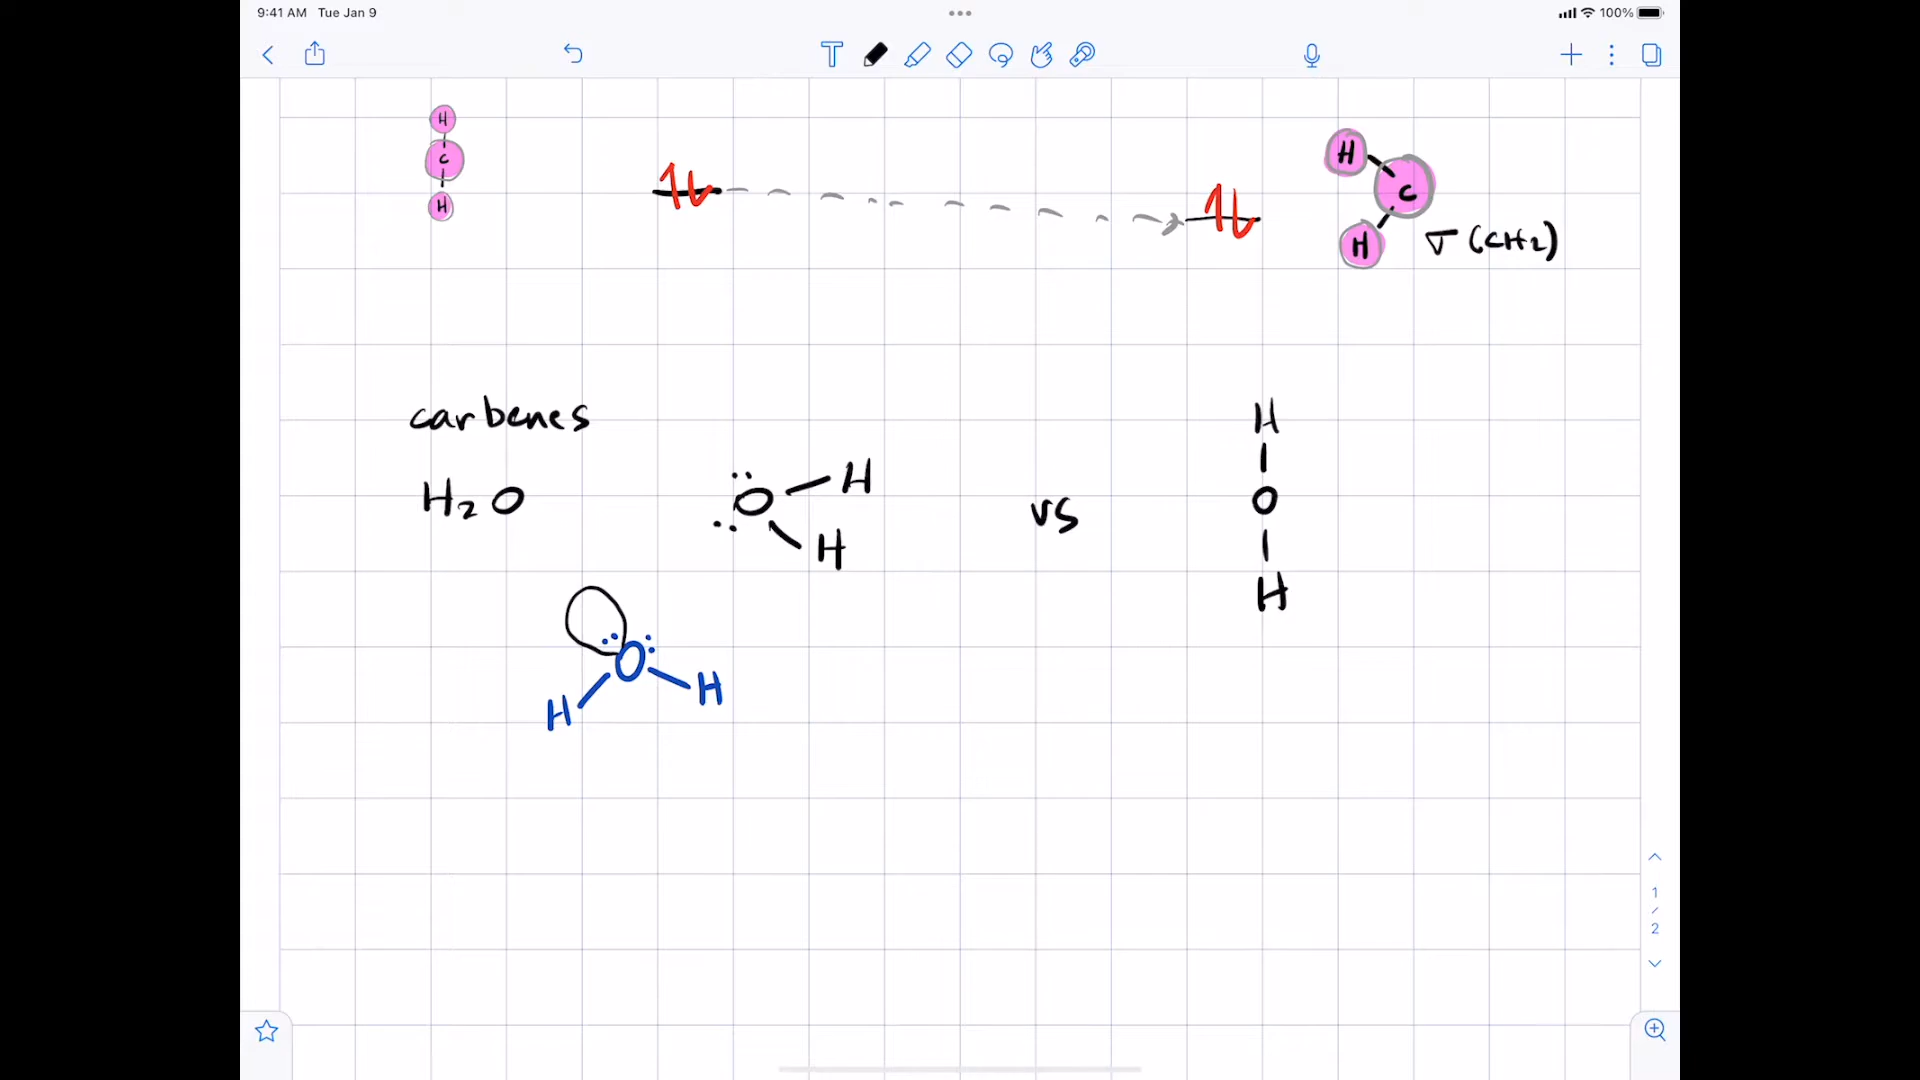 9:41 AM Tue Jan 9
100%
H
C
H
H
C
H
σ (CH2)
carbenes
H
H2O
O H
H
vs
O
H
O
H H
1
/
2